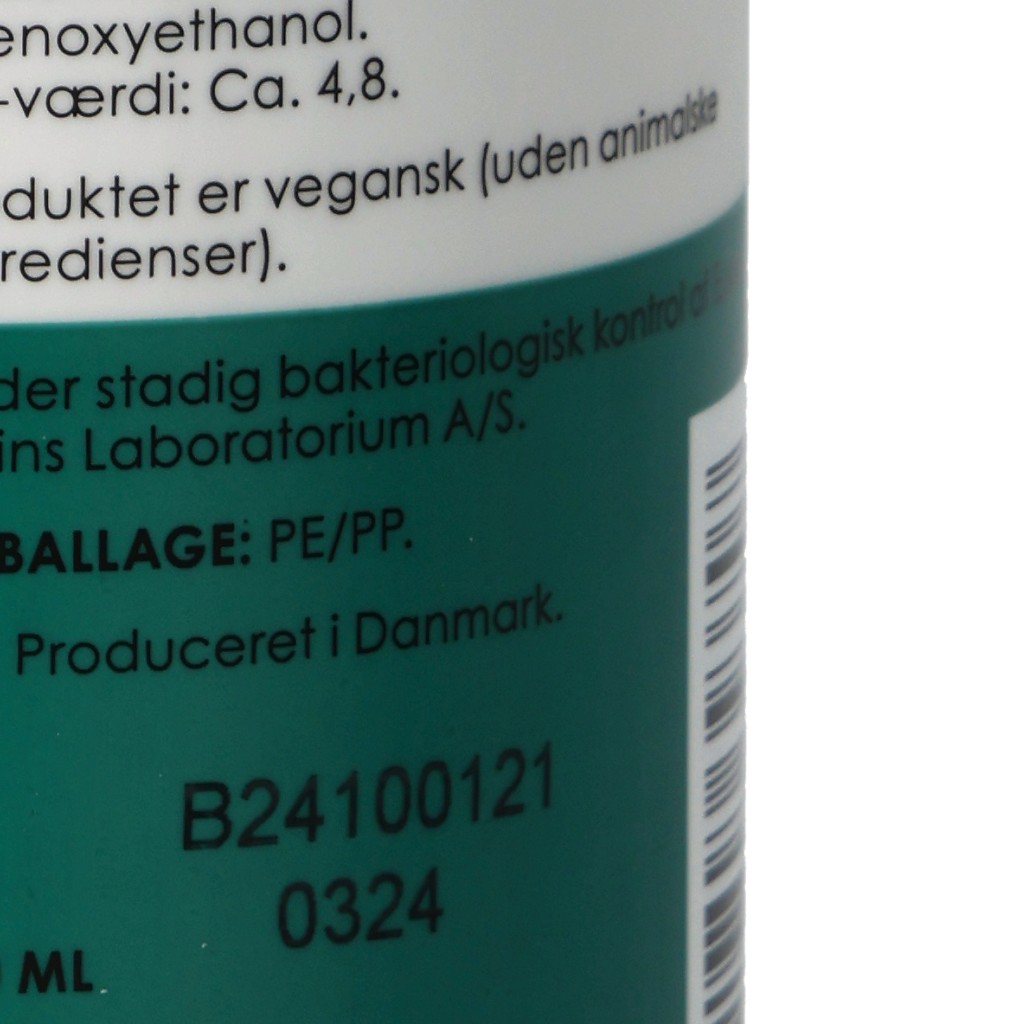 enoxyethanol.
-værdi: Ca. 4,8.
duktet er vegansk (uden animalske
redienser).
der stadig bakteriologisk kontrol af
ins Laboratorium A/S.
BALLAGE: PE/PP.
Produceret i Danmark.
B24100121
0324
ML